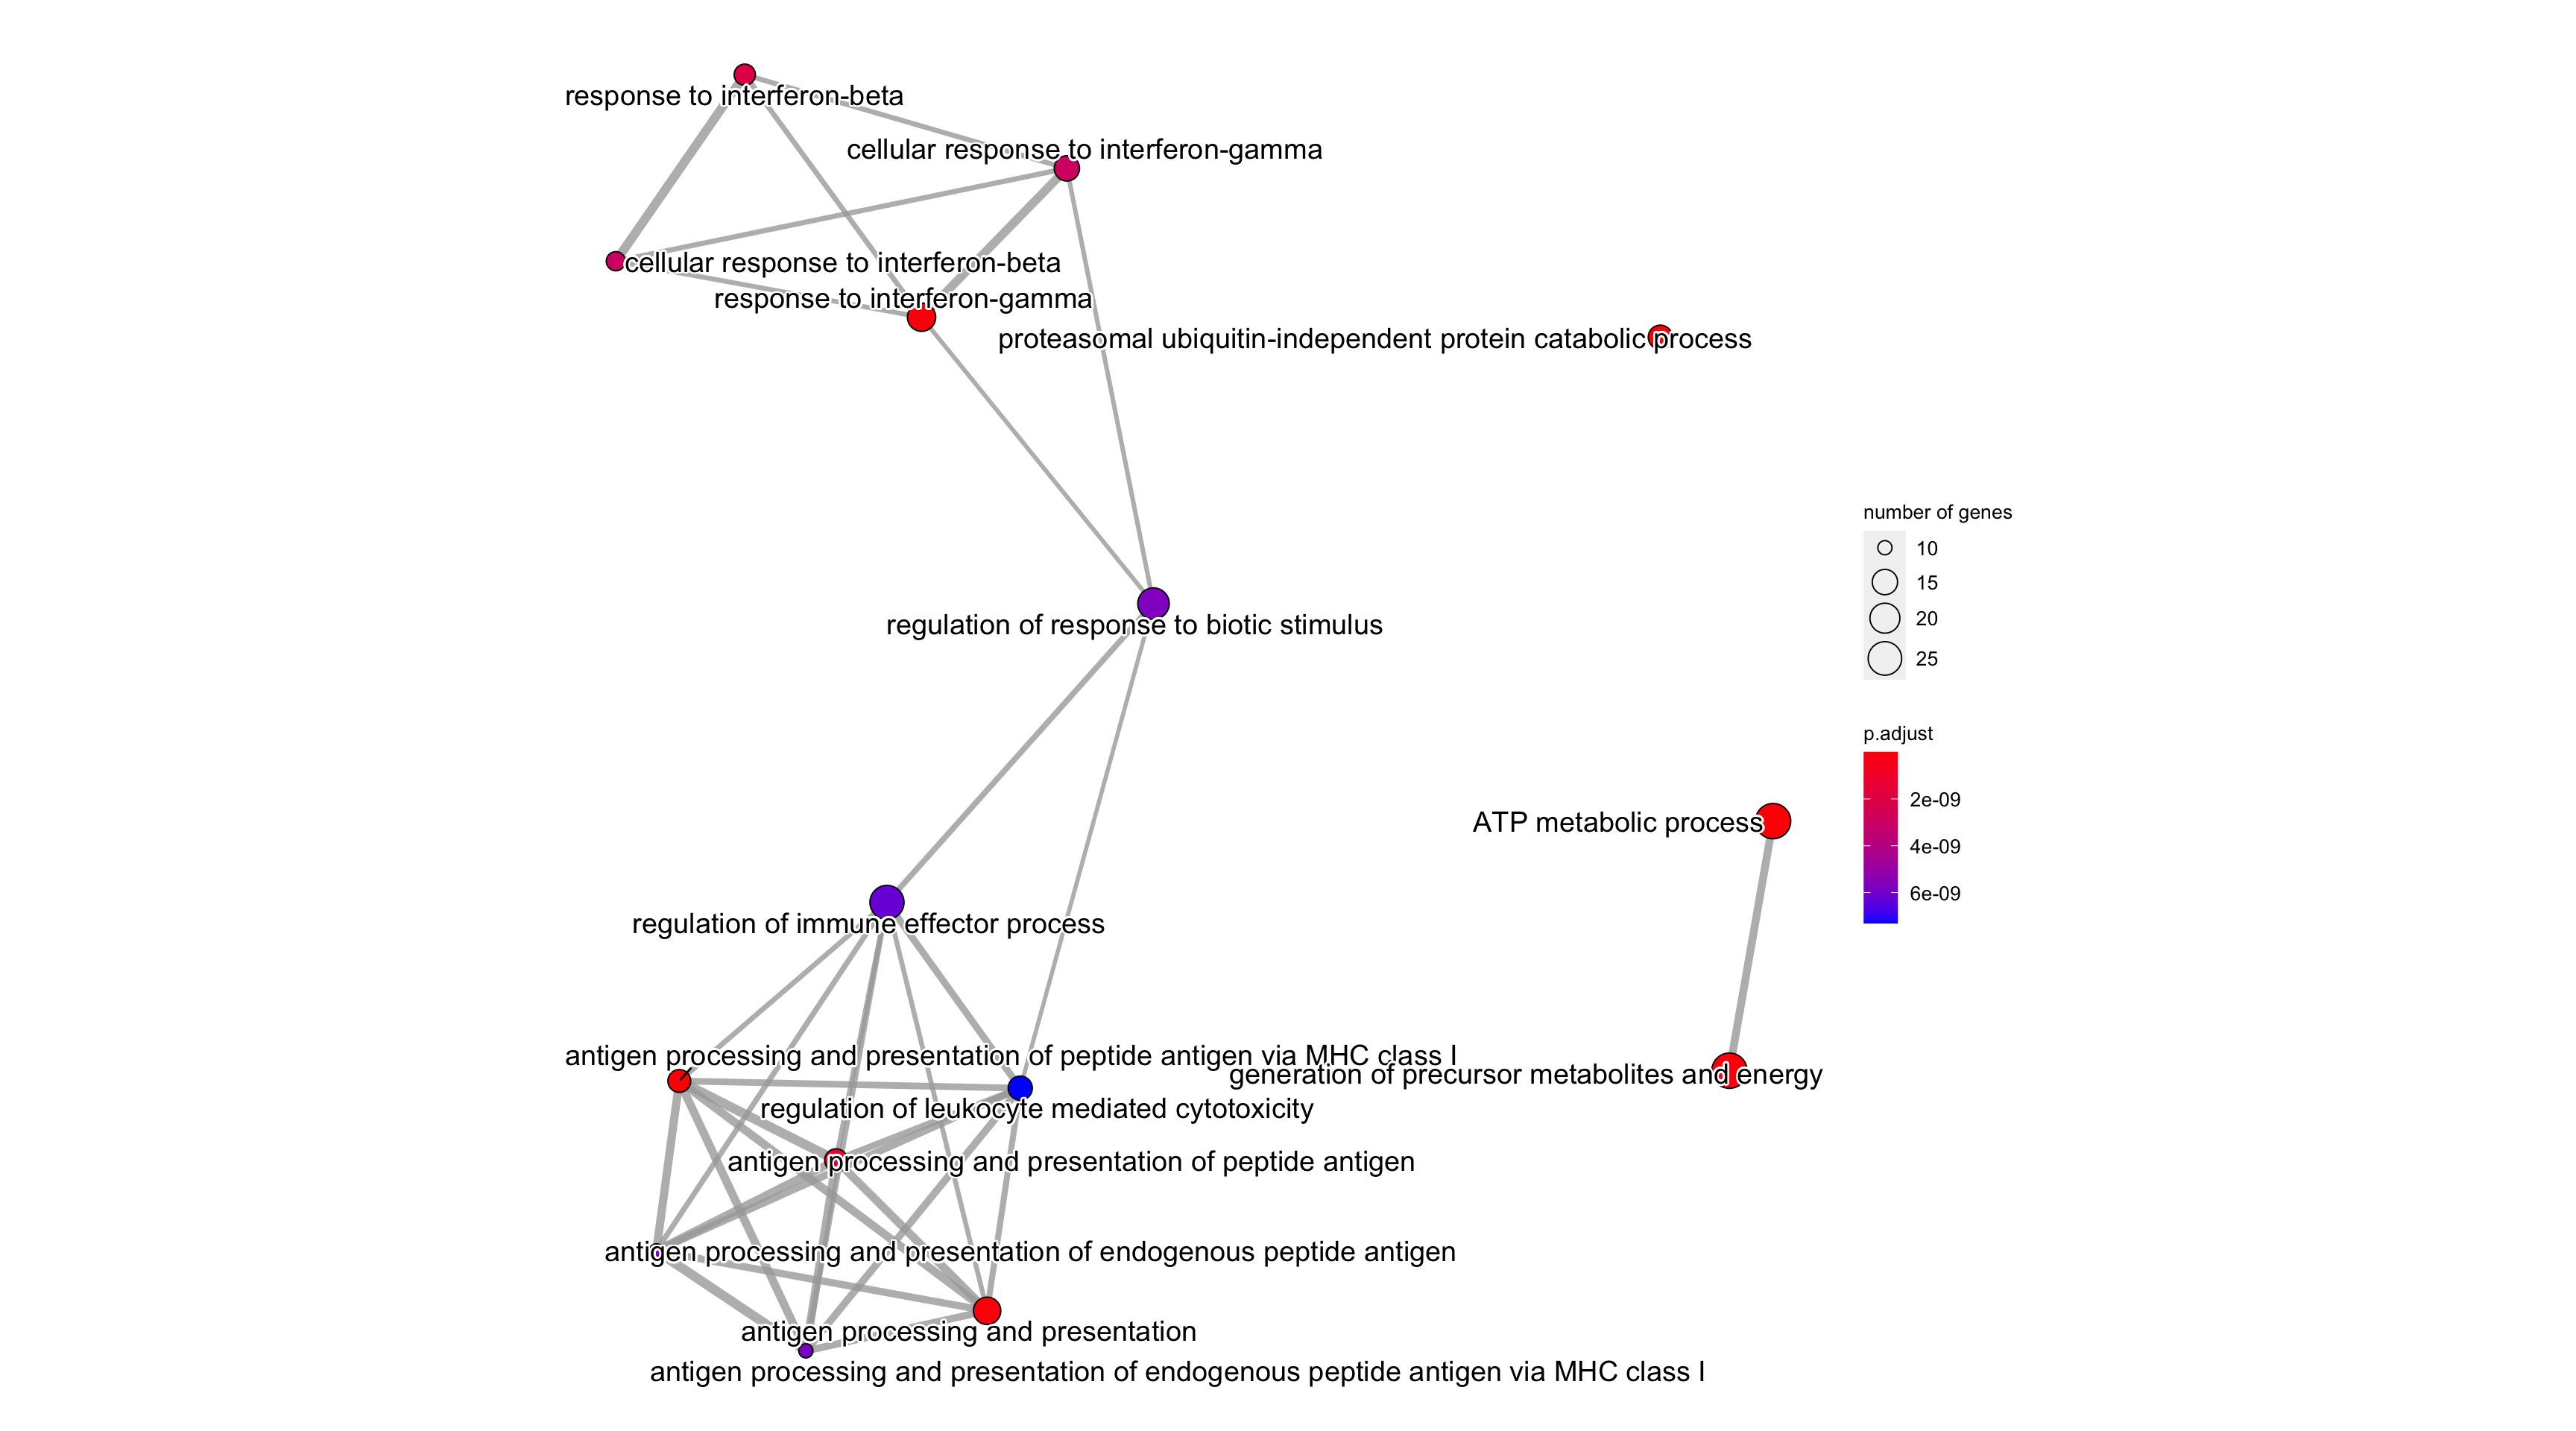 response to interferon-beta
cellular response to interferon-gamma
cellular response to interferon-beta
response to interferon-gamma
proteasomal ubiquitin-independent protein catabolic process
number of genes
10
15
20
25
regulation of response to biotic stimulus
p.adjust
2e-09
4e-09
6e-09
ATP metabolic process
regulation of immune effector process
antigen processing and presentation of peptide antigen via MHC class I
generation of precursor metabolites and energy
regulation of leukocyte mediated cytotoxicity
antigen processing and presentation of peptide antigen
antigen processing and presentation of endogenous peptide antigen
antigen processing and presentation
antigen processing and presentation of endogenous peptide antigen via MHC class I